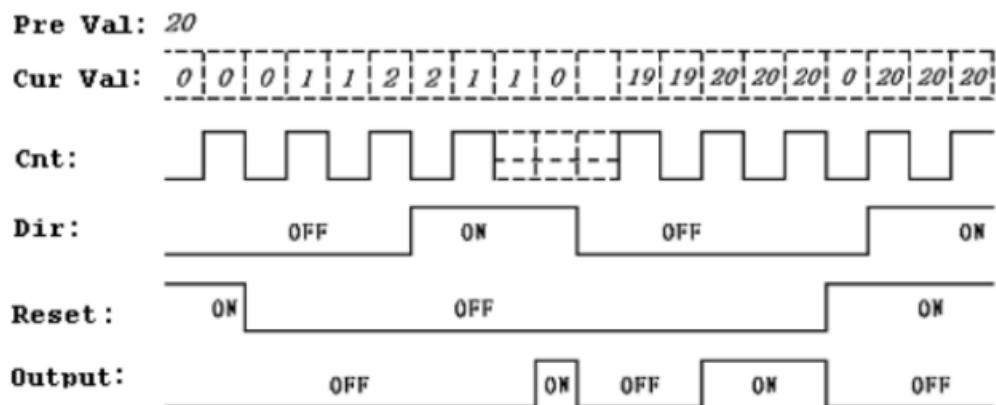 Pre Val: 20
Cur Val: 0 0 0 1 1 2 2 1 1 0 19 19 20 20 20 0 20 20 20
Cnt:
Dir: OFF ON OFF ON
Reset: ON OFF ON
Output: OFF ON OFF ON OFF